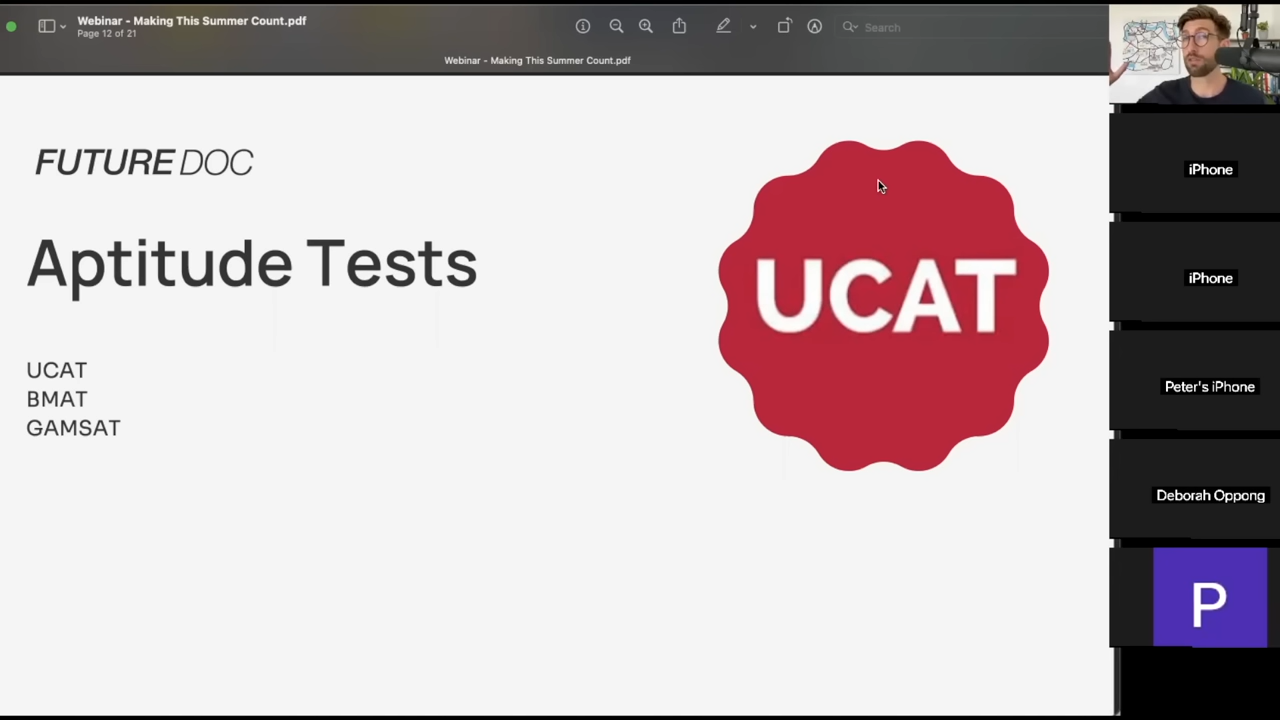 Webinar - Making This Summer Count.pdf
Page 12 of 21
Search
Webinar - Making This Summer Count.pdf
FUTURE DOC
Aptitude Tests
UCAT
BMAT
GAMSAT
UCAT
iPhone
iPhone
Peter's iPhone
Deborah Oppong
P